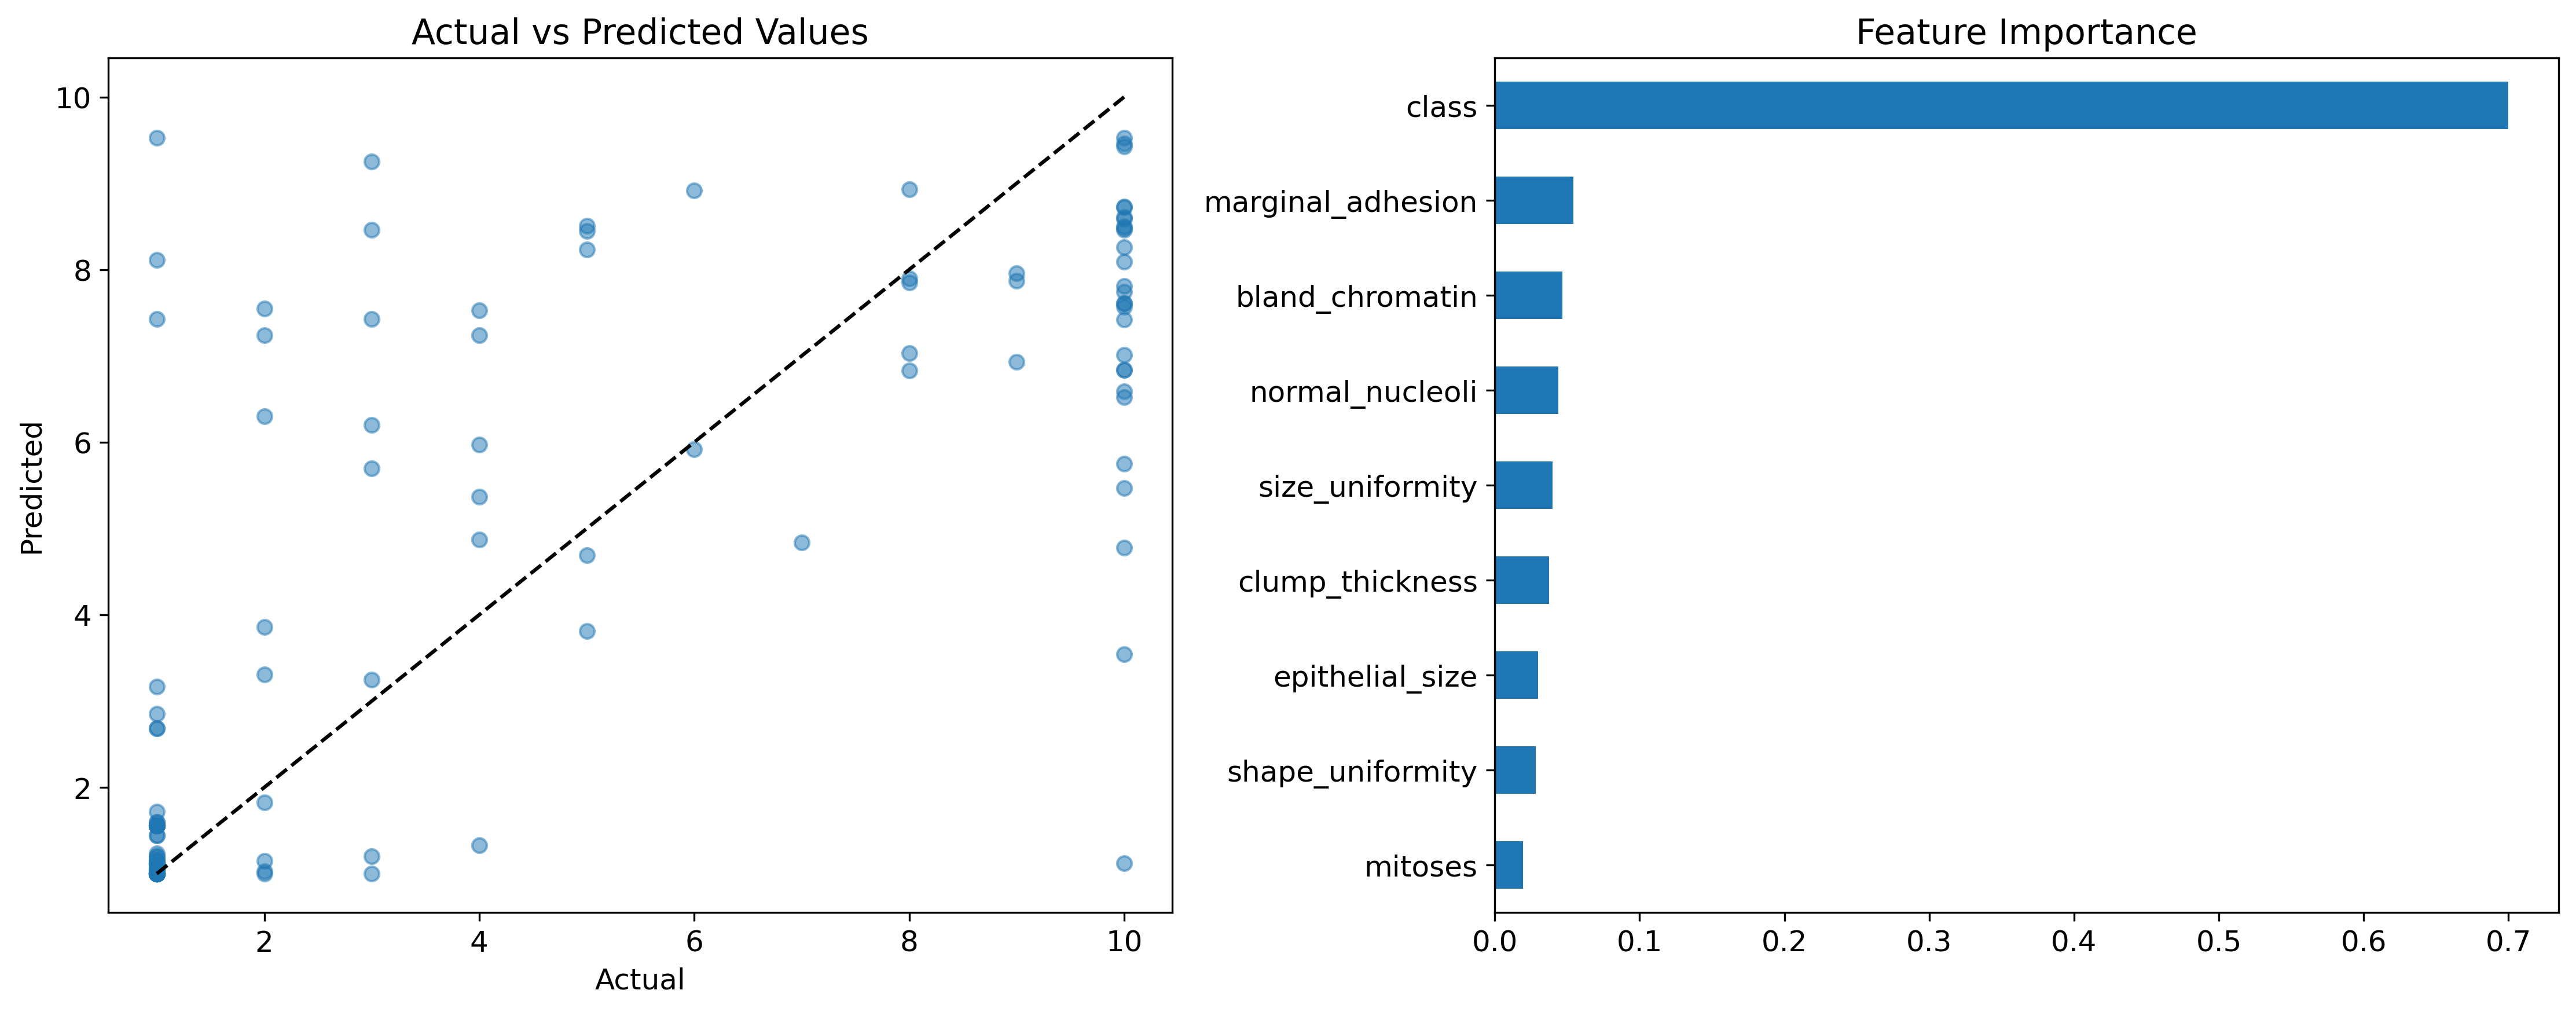 Actual vs Predicted Values
10
8
6
4
2
Predicted
2
4
6
8
10
Actual
Feature Importance
class
marginal_adhesion
bland_chromatin
normal_nucleoli
size_uniformity
clump_thickness
epithelial_size
shape_uniformity
mitoses
0.0
0.1
0.2
0.3
0.4
0.5
0.6
0.7